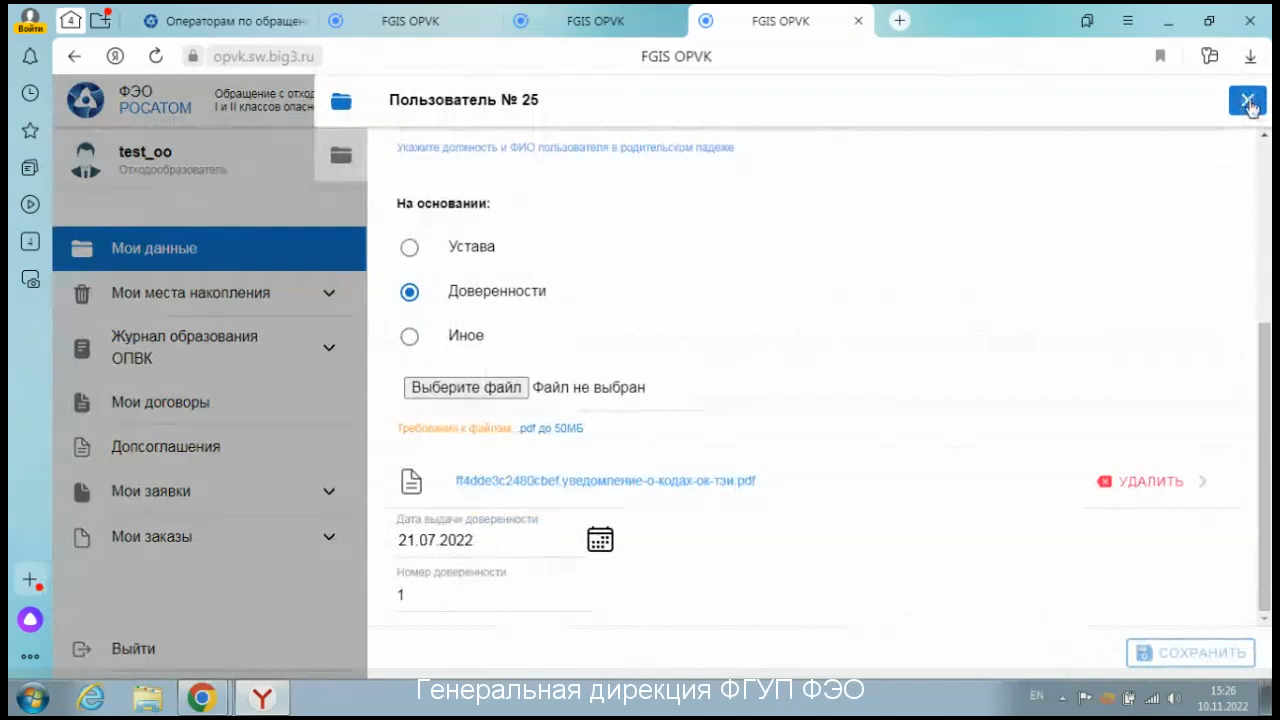 Войти
Операторам по обращен
FGIS OPVK
FGIS OPVK
FGIS OPVK
opvk.sw.big3.ru
FGIS OPVK
ФЭО
РОСАТОМ
Обращение с отход
I и II классов опасн
Пользователь № 25
test_oo
Отходообразователь
Укажите должность и ФИО пользователя в родительском падеже
На основании:
Устава
Мои данные
Доверенности
Мои места накопления
Иное
Журнал образования
ОПВК
Выберите файл Файл не выбран
Мои договоры
Требования к файлам: .pdf до 50МБ
Допсоглашения
ff4dde3c2480cbef.уведомление-о-кодах-ок-тэи.pdf
УДАЛИТЬ
Мои заявки
Дата выдачи доверенности
21.07.2022
Мои заказы
Номер доверенности
1
Выйти
СОХРАНИТЬ
Генеральная дирекция ФГУП ФЭО
EN
15:26
10.11.2022